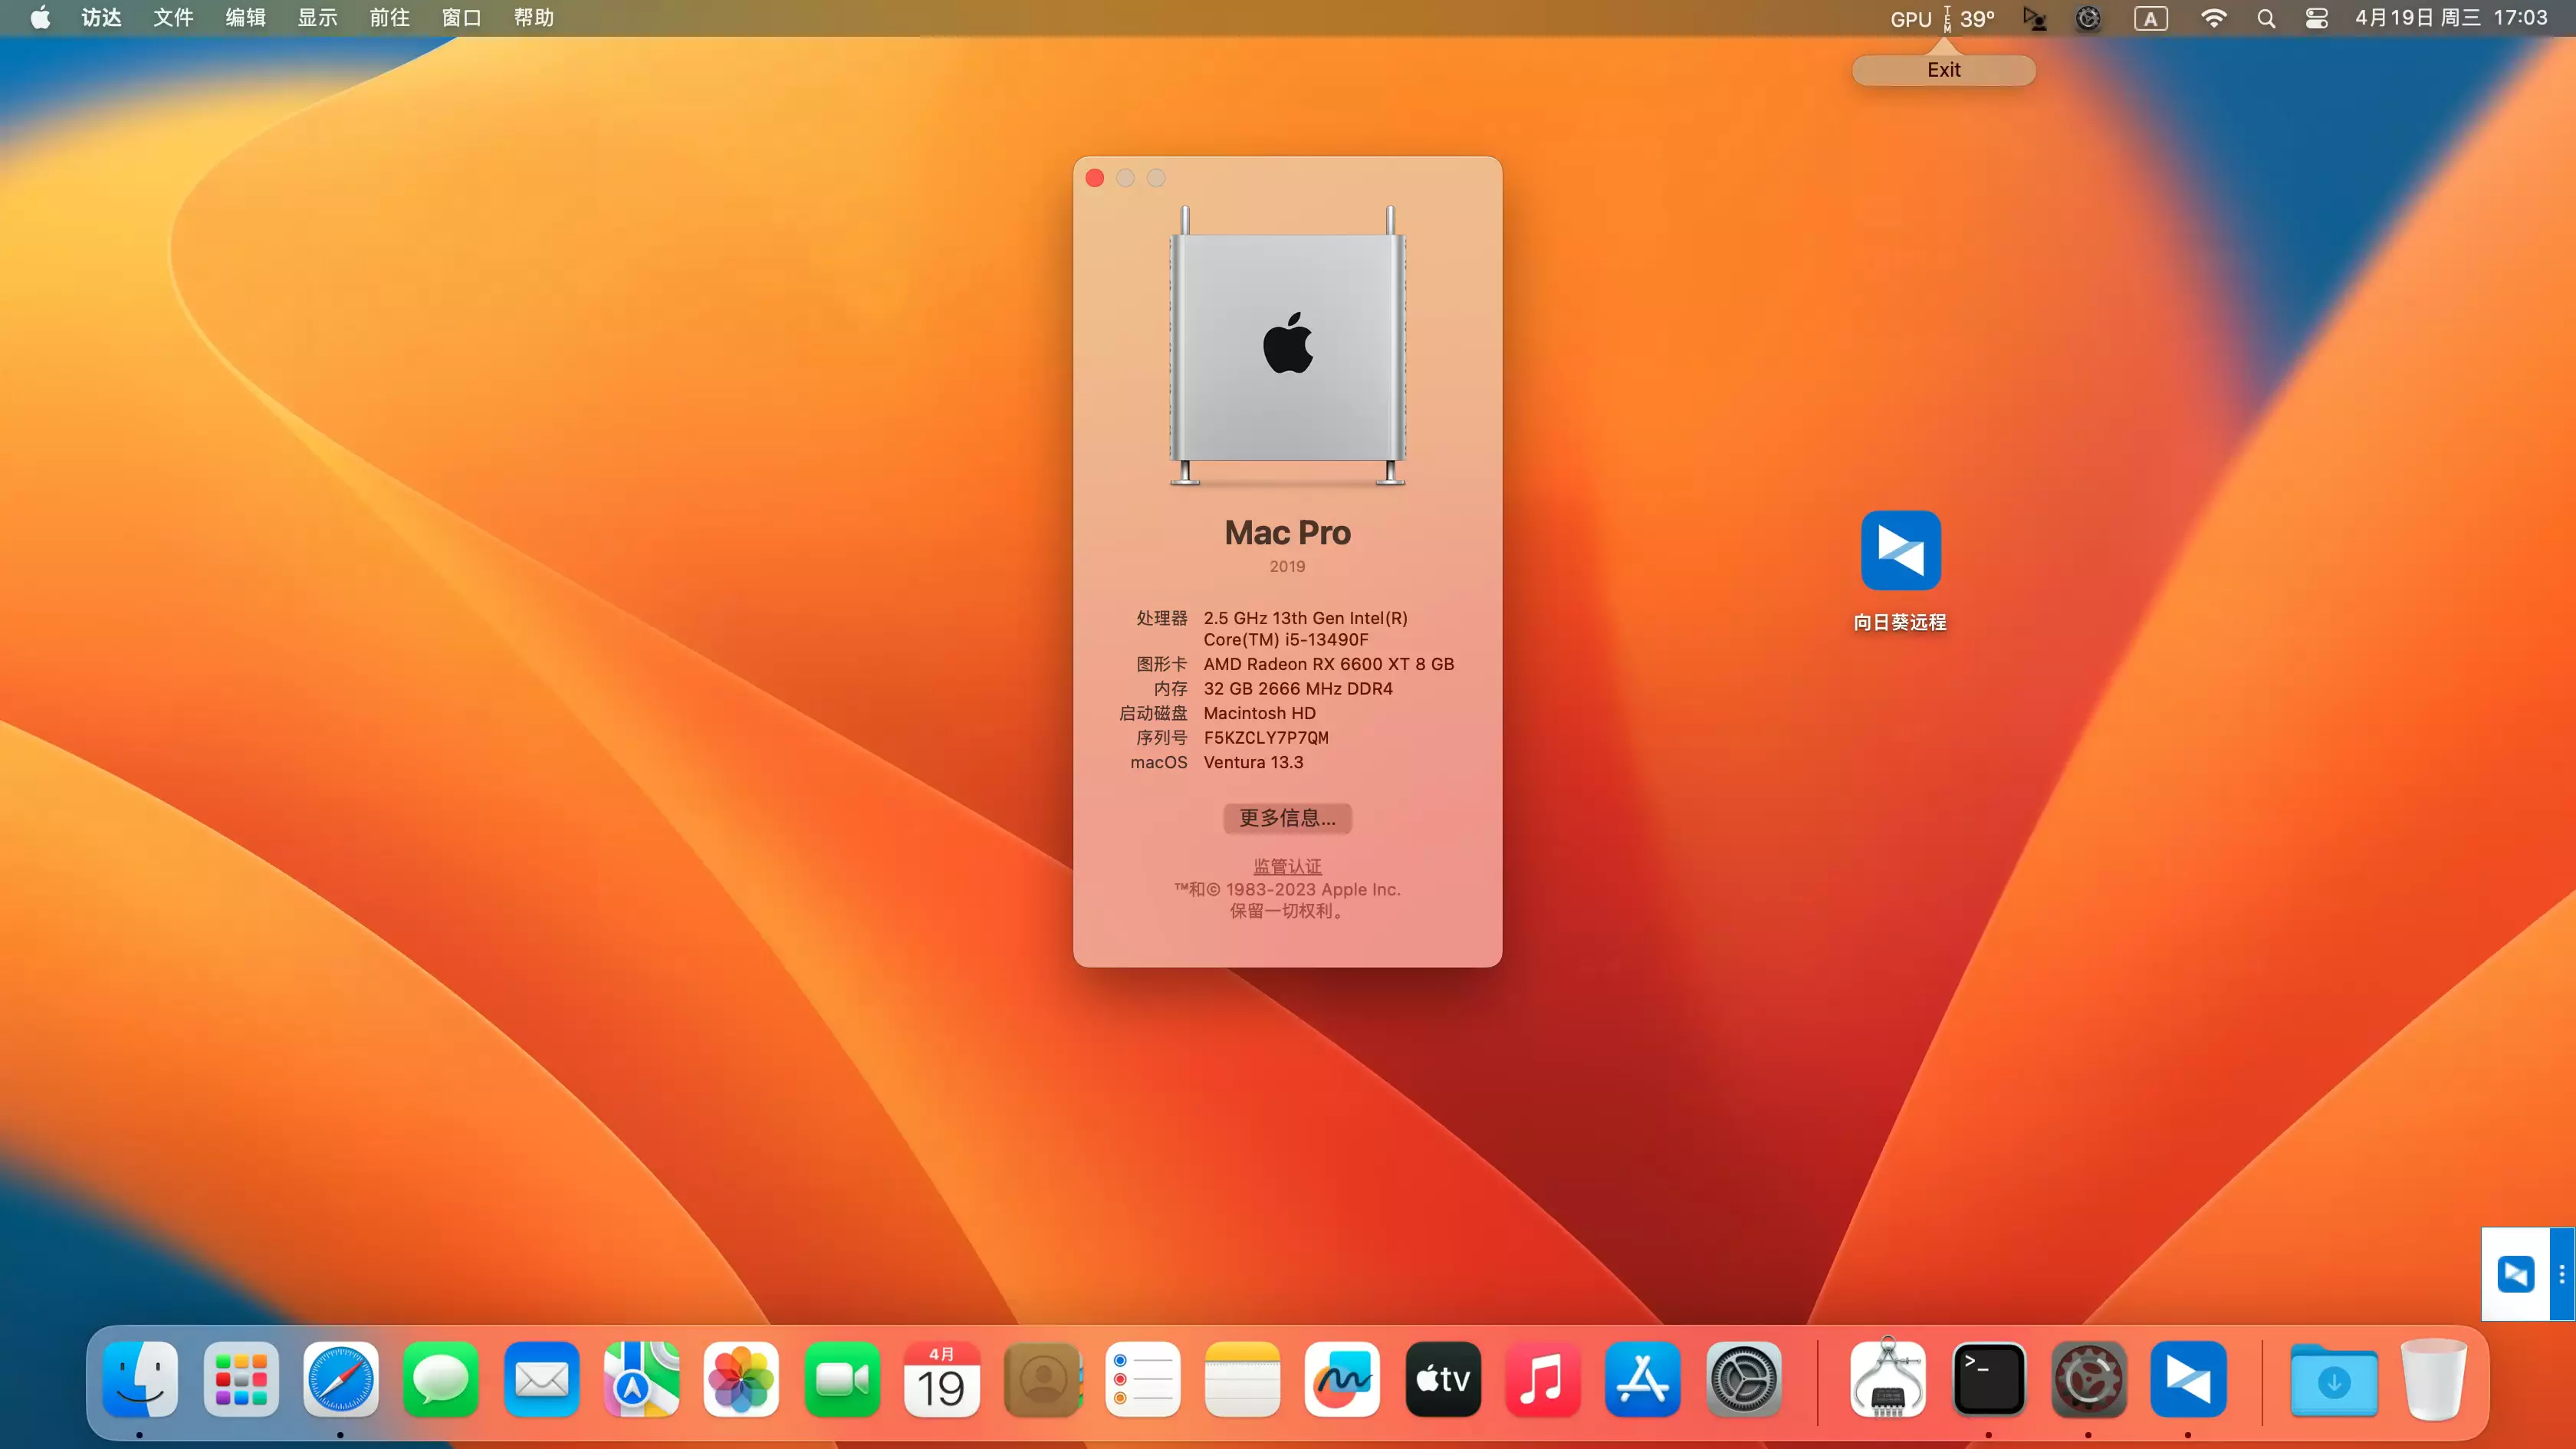 访达 文件 编辑 显示 前往 窗口 帮助
GPU TEM 39° A 4月19日 周三 17:03
Exit
Mac Pro
2019
处理器 2.5 GHz 13th Gen Intel(R)
Core(TM) i5-13490F
图形卡 AMD Radeon RX 6600 XT 8 GB
内存 32 GB 2666 MHz DDR4
启动磁盘 Macintosh HD
序列号 F5KZCLY7P7QM
macOS Ventura 13.3
更多信息...
监管认证
™和© 1983-2023 Apple Inc.
保留一切权利。
向日葵远程
4月
19
tv
>_